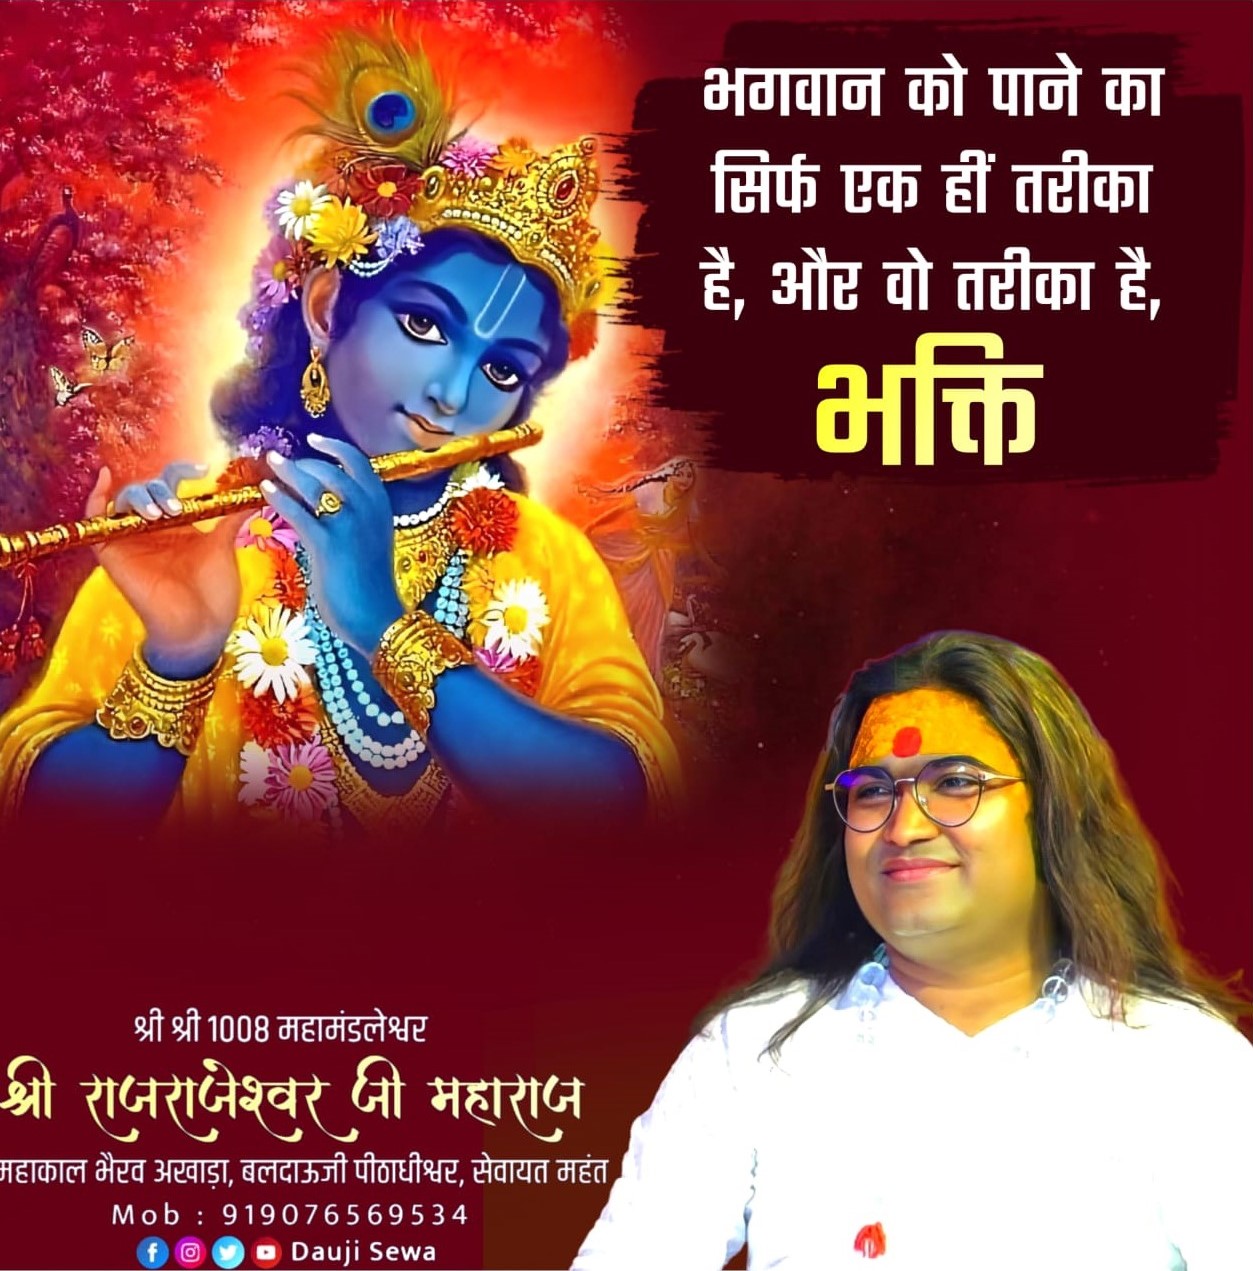 भगवान को पाने का
सिर्फ एक हीं तरीका
है, और वो तरीका है,
भक्ति
श्री श्री 1008 महामंडलेश्वर
श्री राजराजेश्वर जी महाराज
महाकाल भैरव अखाड़ा, बलदाऊजी पीठाधीश्वर, सेवायत महंत
Mob : 919076569534
Dauji Sewa